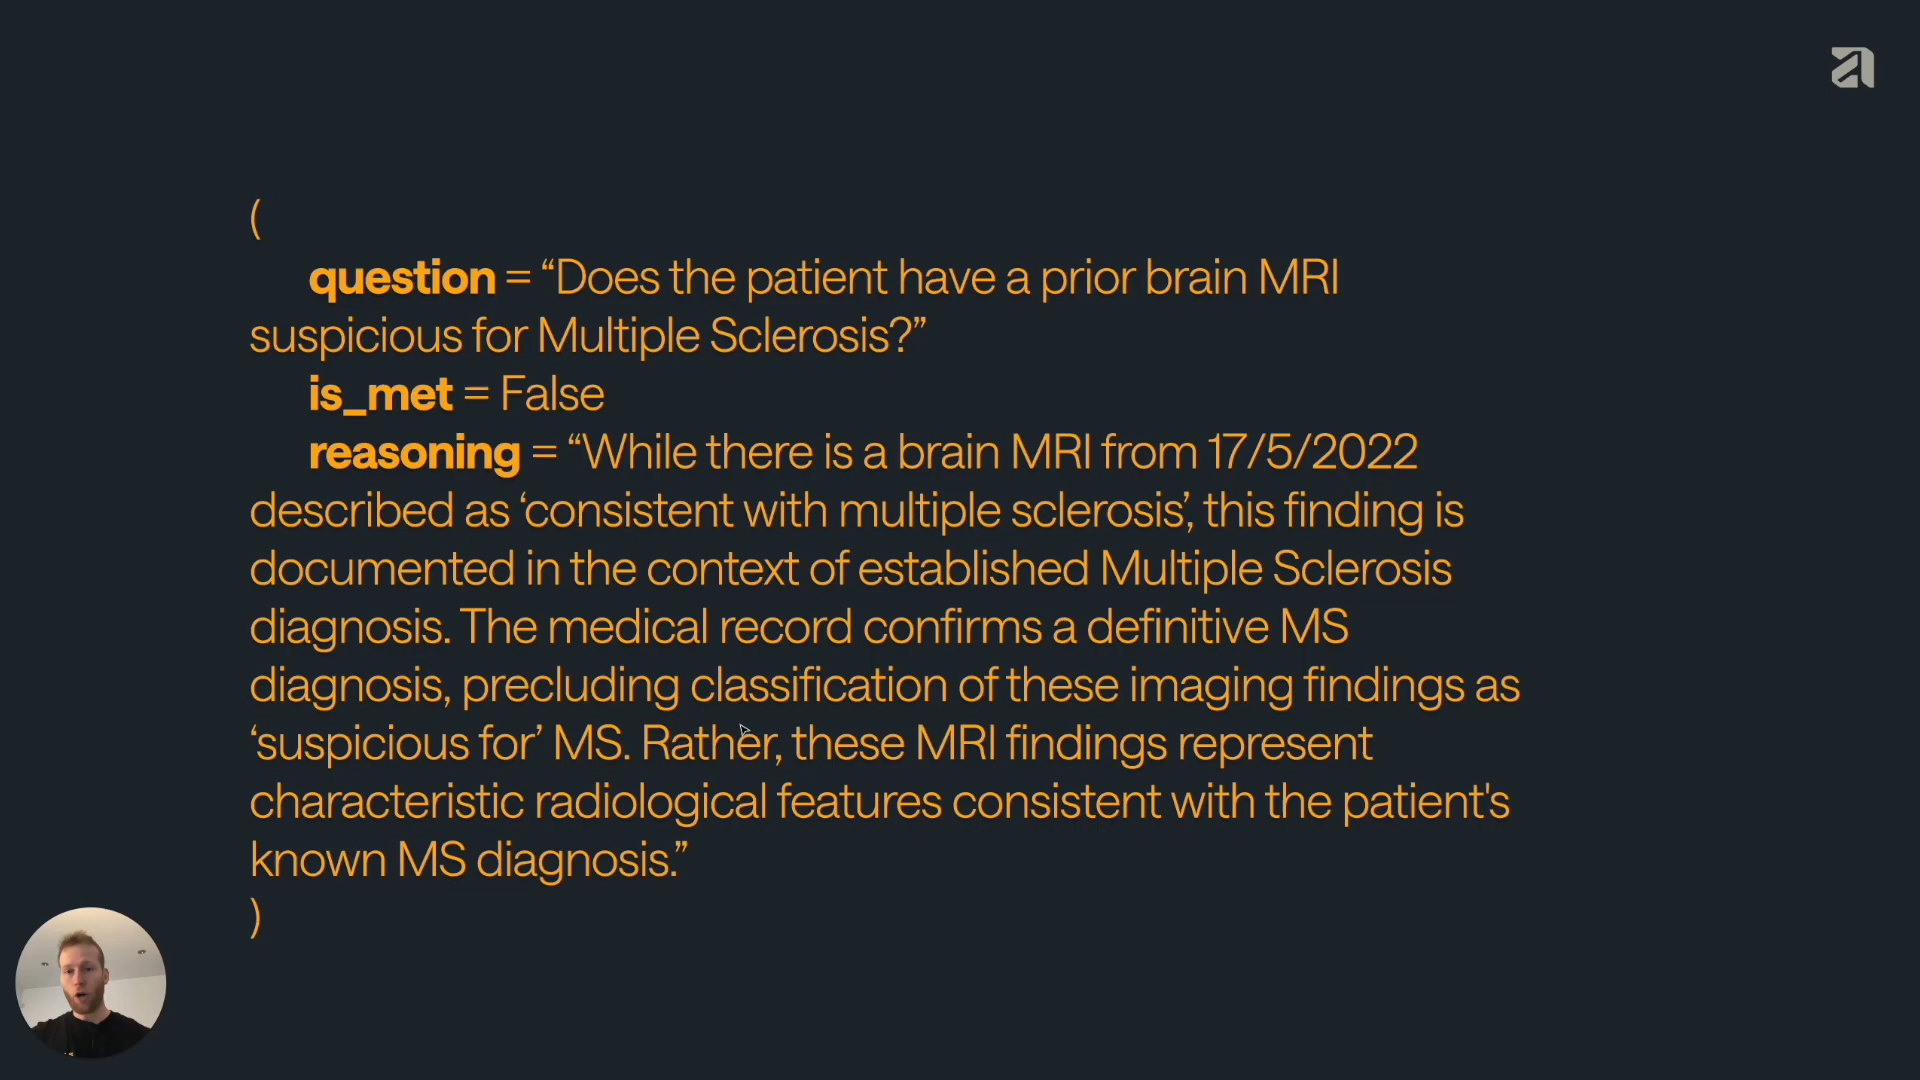 (
question = “Does the patient have a prior brain MRI
suspicious for Multiple Sclerosis?”
is_met = False
reasoning = “While there is a brain MRI from 17/5/2022
described as ‘consistent with multiple sclerosis’, this finding is
documented in the context of established Multiple Sclerosis
diagnosis. The medical record confirms a definitive MS
diagnosis, precluding classification of these imaging findings as
‘suspicious for’ MS. Rather, these MRI findings represent
characteristic radiological features consistent with the patient's
known MS diagnosis.”
)